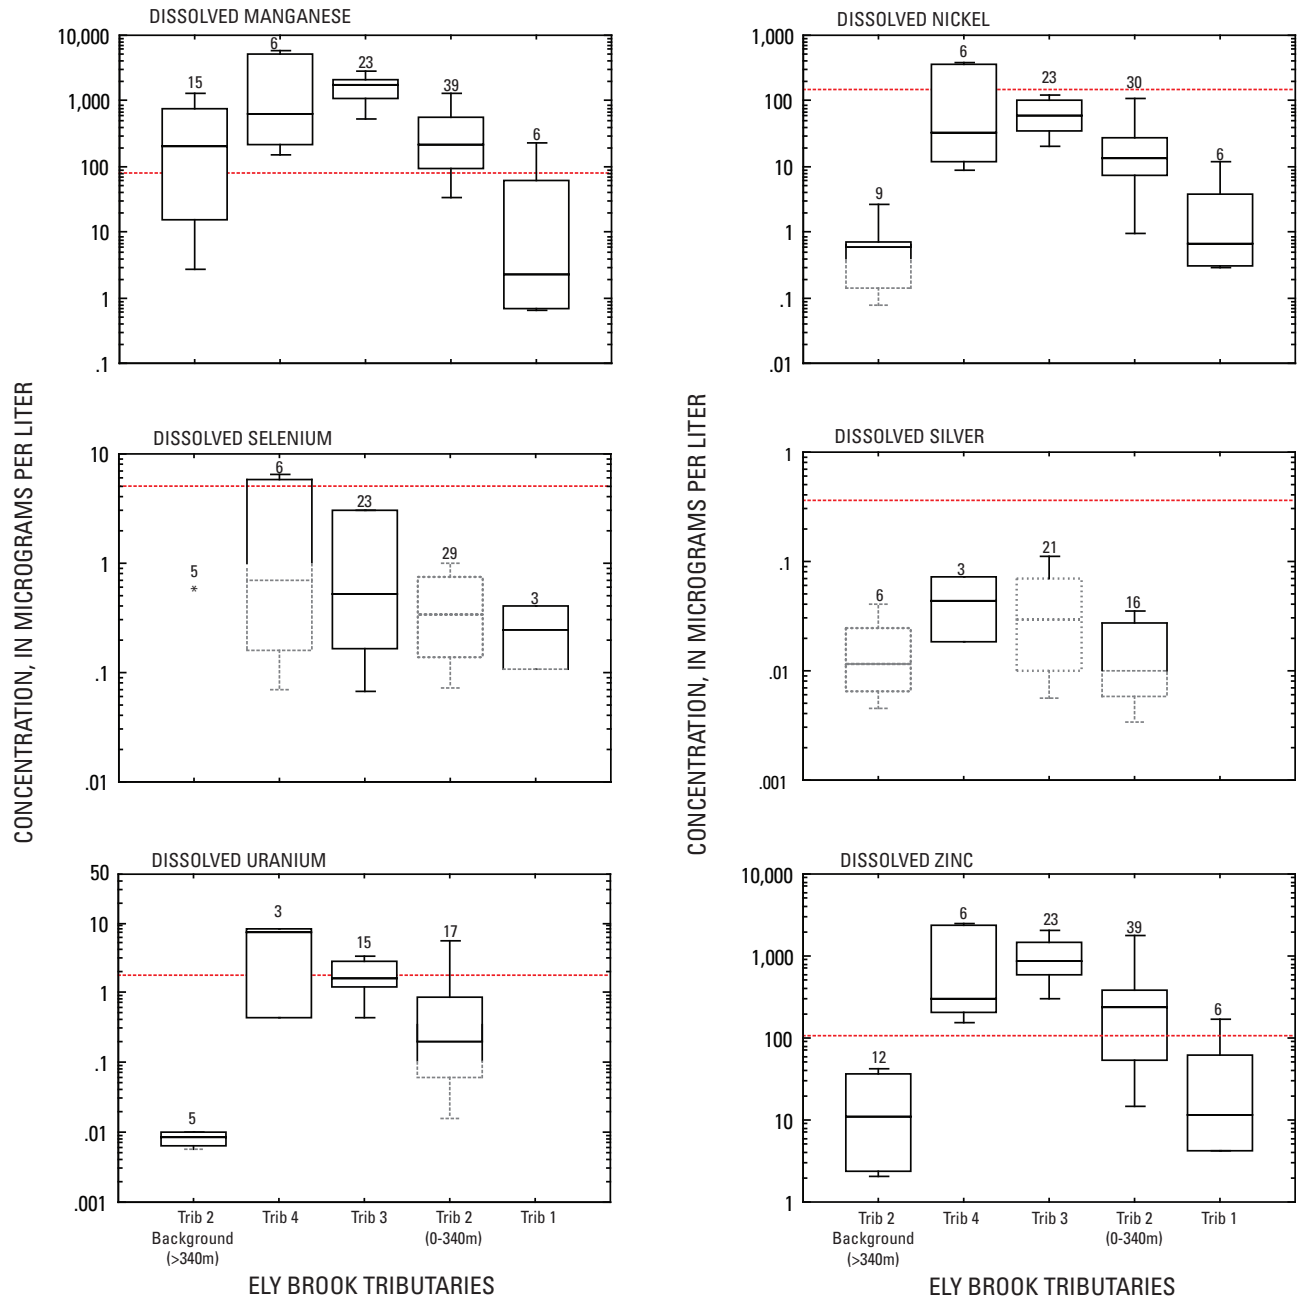 DISSOLVED MANGANESE
10,000
1,000
100
10
1
.1
15
6
23
39
6
DISSOLVED NICKEL
1,000
100
10
1
.1
.01
9
6
23
30
6
CONCENTRATION, IN MICROGRAMS PER LITER
DISSOLVED SELENIUM
10
1
0.1
.01
5
*
6
23
29
3
CONCENTRATION, IN MICROGRAMS PER LITER
DISSOLVED SILVER
1
.1
.01
.001
6
3
21
16
DISSOLVED URANIUM
50
10
1
.1
.01
.001
5
3
15
17
Trib 2
Background
(>340m)
Trib 4
Trib 3
Trib 2
(0-340m)
Trib 1
ELY BROOK TRIBUTARIES
DISSOLVED ZINC
10,000
1,000
100
10
1
12
6
23
39
6
Trib 2
Background
(>340m)
Trib 4
Trib 3
Trib 2
(0-340m)
Trib 1
ELY BROOK TRIBUTARIES